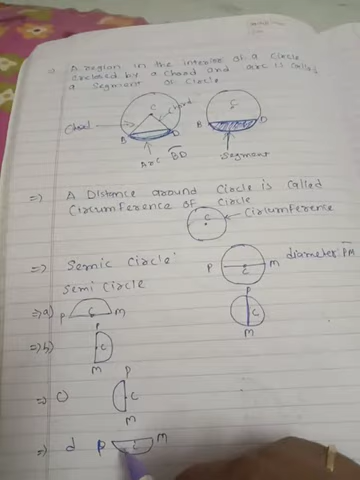 A region in the interior of a circle
enclosed by a Chord and arc is called
a Segment of Circle
C
chord
Chord
B
D
Arc BD
C
B
D
Segment
=> A Distance around Circle is called
Circumference of Circle
C
=> Semic Circle
P
C
M
diameter PM
Semi Circle
=> a) P C M
P
C
M
=> b) P
C
M
=> C) P
C
M
=> d P C M